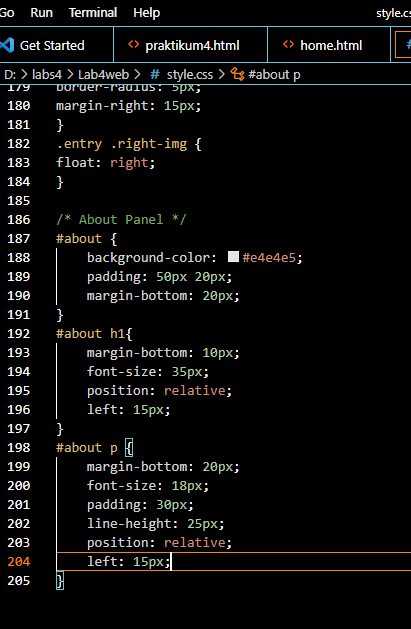 Go Run Terminal Help style.cs
Get Started praktikum4.html home.html #
D: > labs4 > Lab4web > # style.css > #about p
179 border-radius: 5px;
180 margin-right: 15px;
181 }
182 .entry .right-img {
183 float: right;
184 }
185
186 /* About Panel */
187 #about {
188 background-color: #e4e4e5;
189 padding: 50px 20px;
190 margin-bottom: 20px;
191 }
192 #about h1{
193 margin-bottom: 10px;
194 font-size: 35px;
195 position: relative;
196 left: 15px;
197 }
198 #about p {
199 margin-bottom: 20px;
200 font-size: 18px;
201 padding: 30px;
202 line-height: 25px;
203 position: relative;
204 left: 15px;
205 }